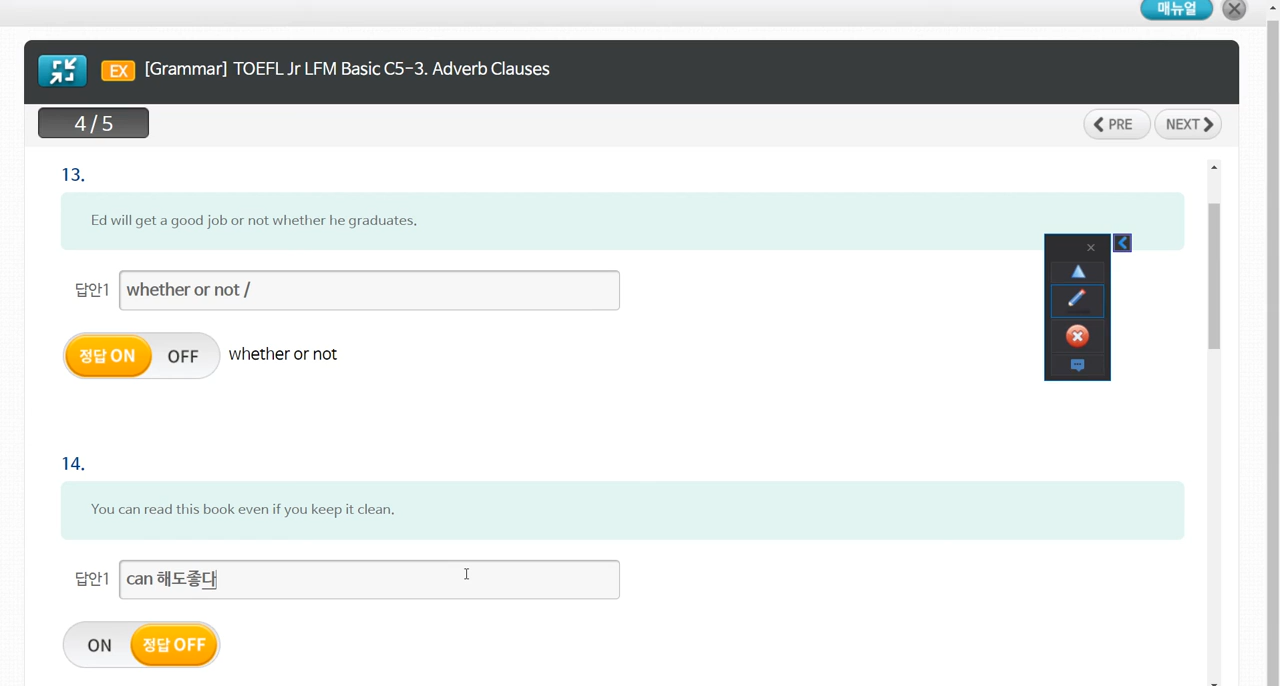 매뉴얼
EX [Grammar] TOEFL Jr LFM Basic C5-3. Adverb Clauses
4 / 5
PRE
NEXT
13.
Ed will get a good job or not whether he graduates.
답안1 whether or not /
정답 ON OFF whether or not
14.
You can read this book even if you keep it clean.
답안1 can 해도좋다
ON 정답 OFF